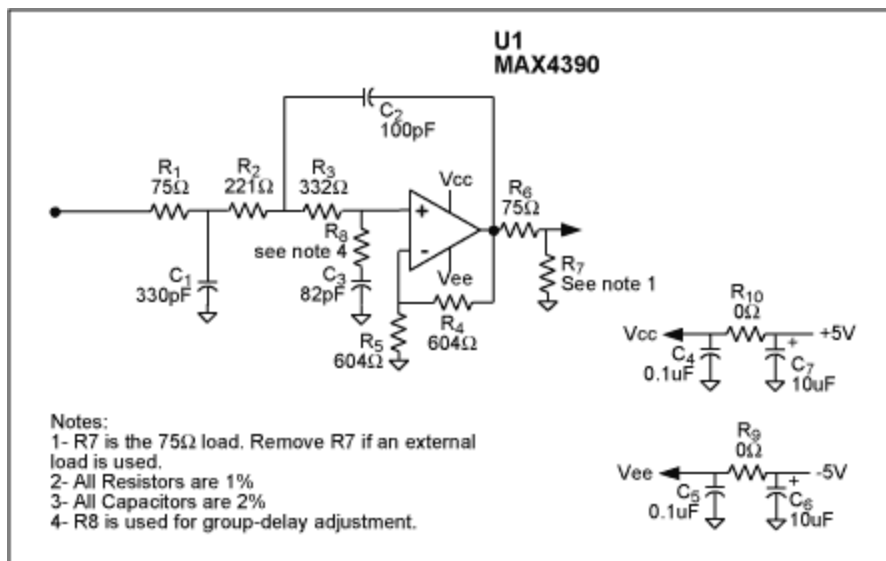 U1
MAX4390
C2
100pF
R1
75Ω
R2
221Ω
R3
332Ω
Vcc
R6
75Ω
+
-
R8
see note 4
C1
330pF
C3
82pF
Vee
R7
See note 1
R5
604Ω
R4
604Ω
R10
0Ω
Vcc
+5V
C4
0.1uF
+
C7
10uF
Notes:
1- R7 is the 75Ω load. Remove R7 if an external
load is used.
2- All Resistors are 1%
3- All Capacitors are 2%
4- R8 is used for group-delay adjustment.
R9
0Ω
Vee
-5V
C5
0.1uF
+
C6
10uF